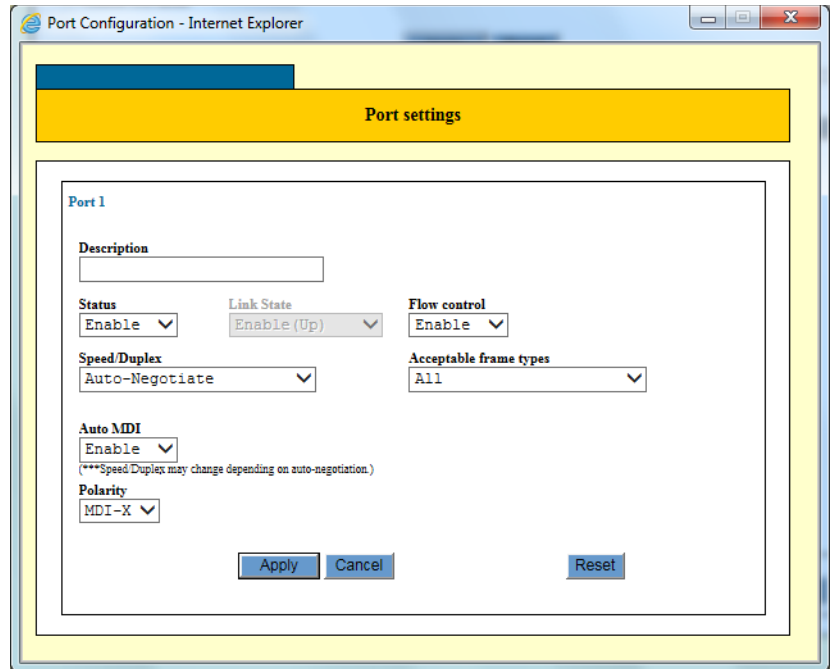 Port Configuration - Internet Explorer
Port settings
Port 1
Description
Status Link State Flow control
Enable Enable(Up) Enable
Speed/Duplex Acceptable frame types
Auto-Negotiate All
Auto MDI
Enable
(***Speed/Duplex may change depending on auto-negotiation.)
Polarity
MDI-X
Apply Cancel Reset